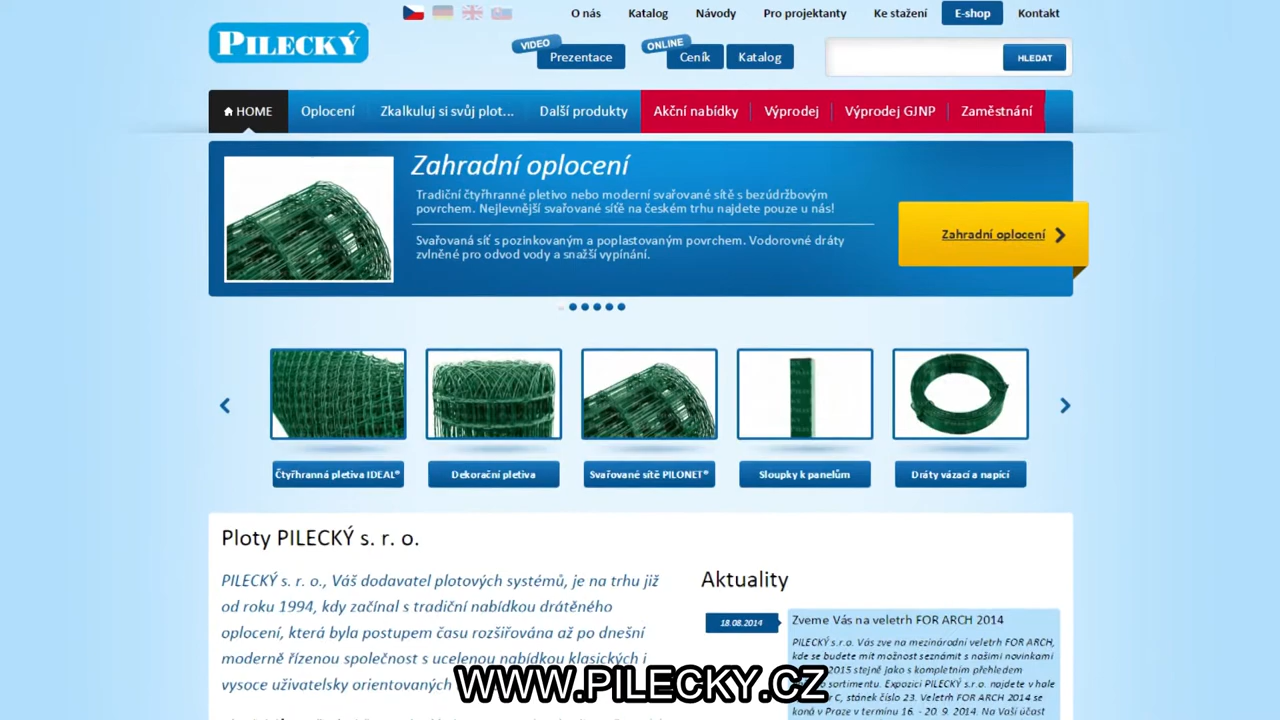 O nás Katalog Návody Pro projektanty Ke stažení E-shop Kontakt
PILECKÝ
VIDEO
Prezentace
ONLINE
Ceník Katalog
HLEDAT
HOME Oplocení Zkalkuluj si svůj plot... Další produkty Akční nabídky Výprodej Výprodej GJNP Zaměstnání
Zahradní oplocení
Tradiční čtyřhranné pletivo nebo moderní svařované sítě s bezúdržbovým
povrchem. Nejlevnější svařované síťě na českém trhu najdete pouze u nás!
Svařovaná síť s pozinkovaným a poplastovaným povrchem. Vodorovné dráty
zvlněné pro odvod vody a snažší vypínání.
Zahradní oplocení
Čtyřhranná pletiva IDEAL® Dekorační pletiva Svařované sítě PILONET® Sloupky k panelům Dráty vázací a napící
Ploty PILECKÝ s. r. o.
PILECKÝ s. r. o., Váš dodavatel plotových systémů, je na trhu již
od roku 1994, kdy začínal s tradiční nabídkou drátěného
oplocení, která byla postupem času rozšířována až po dnešní
moderně řízenou společnost s ucelenou nabídkou klasických i
vysoce uživatelsky orientovaných
Aktuality
18.08.2014
Zveme Vás na veletrh FOR ARCH 2014
PILECKÝ s.r.o. Vás zve na mezinárodní veletrh FOR ARCH,
kde se budete mít možnost seznámit s našimi novinkami
2015 stejně jako s kompletním přehledem
sortimentu. Expozici PILECKÝ s.r.o. najdete v hale
C, stánek číslo 23. Veletrh FOR ARCH 2014 se
koná v Praze v termínu 16. - 20. 9. 2014. Na Vaší účast
WWW.PILECKY.CZ